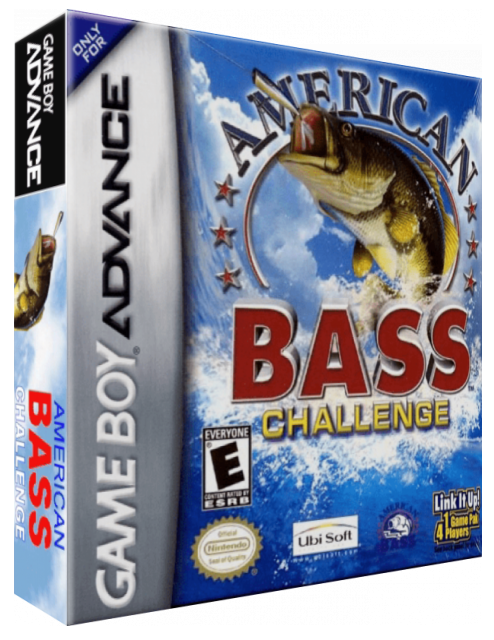 GAME BOY
ADVANCE
AMERICAN
BASS
CHALLENGE
ONLY
FOR
GAME BOY ADVANCE
AMERICAN
BASS
CHALLENGE
EVERYONE
E
CONTENT RATED BY
ESRB
Official
Nintendo
Seal of Quality
Ubi Soft
Link It Up!
1 Game Pak
4 Players